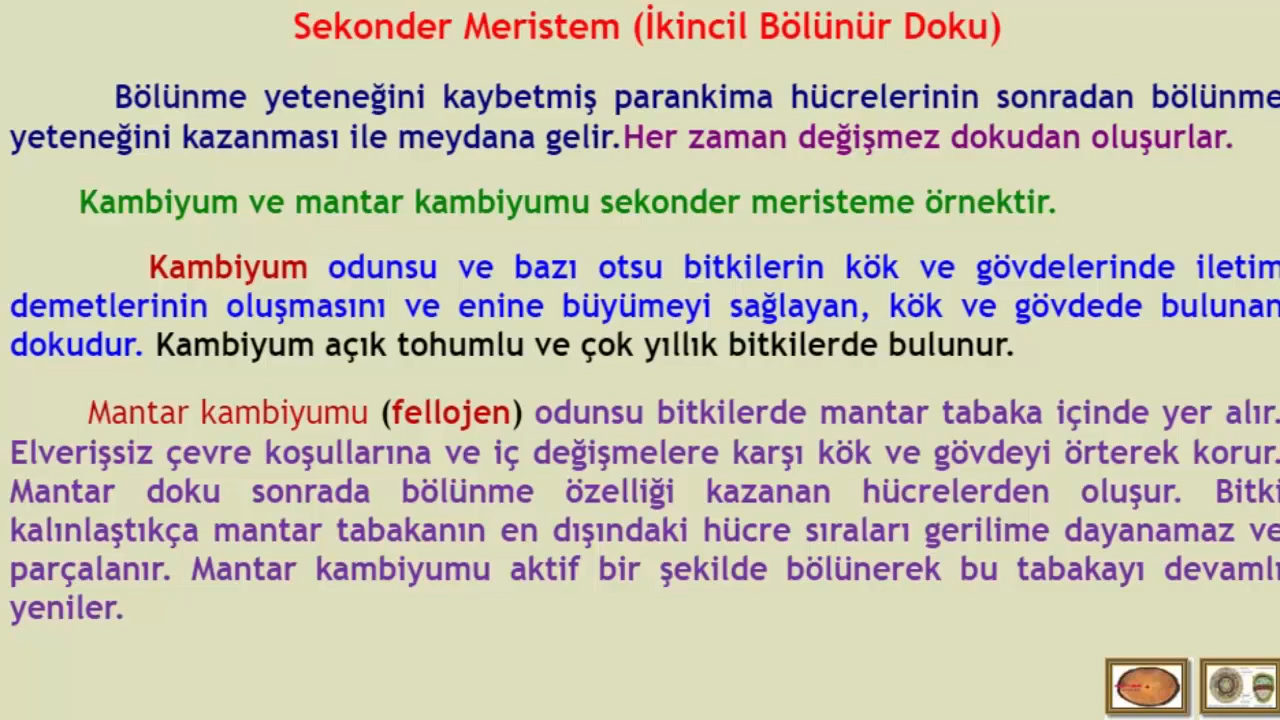 Sekonder Meristem (İkincil Bölünür Doku)
Bölünme yeteneğini kaybetmiş parankima hücrelerinin sonradan bölünme
yeteneğini kazanması ile meydana gelir.Her zaman değişmez dokudan oluşurlar.
Kambiyum ve mantar kambiyumu sekonder meristeme örnektir.
Kambiyum odunsu ve bazı otsu bitkilerin kök ve gövdelerinde iletim
demetlerinin oluşmasını ve enine büyümeyi sağlayan, kök ve gövdede bulunan
dokudur. Kambiyum açık tohumlu ve çok yıllık bitkilerde bulunur.
Mantar kambiyumu (fellojen) odunsu bitkilerde mantar tabaka içinde yer alır.
Elverişsiz çevre koşullarına ve iç değişmelere karşı kök ve gövdeyi örterek korur.
Mantar doku sonrada bölünme özelliği kazanan hücrelerden oluşur. Bitki
kalınlaştıkça mantar tabakanın en dışındaki hücre sıraları gerilime dayanamaz ve
parçalanır. Mantar kambiyumu aktif bir şekilde bölünerek bu tabakayı devamlı
yeniler.